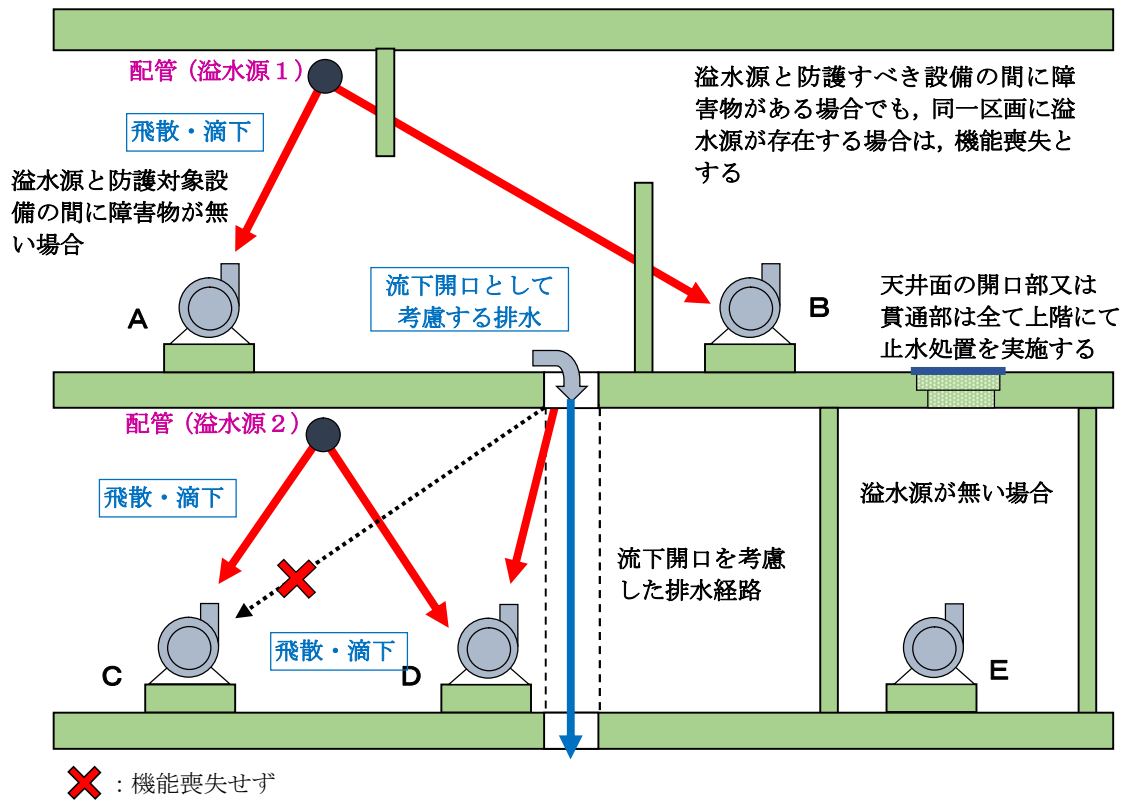 配管（溢水源１）
飛散・滴下
溢水源と防護対象設
備の間に障害物が無
い場合
溢水源と防護すべき設備の間に障
害物がある場合でも，同一区画に溢
水源が存在する場合は，機能喪失と
する
A
流下開口として
考慮する排水
B
天井面の開口部又は
貫通部は全て上階にて
止水処置を実施する
配管（溢水源２）
飛散・滴下
溢水源が無い場合
流下開口を考慮
した排水経路
飛散・滴下
C
D
E
：機能喪失せず